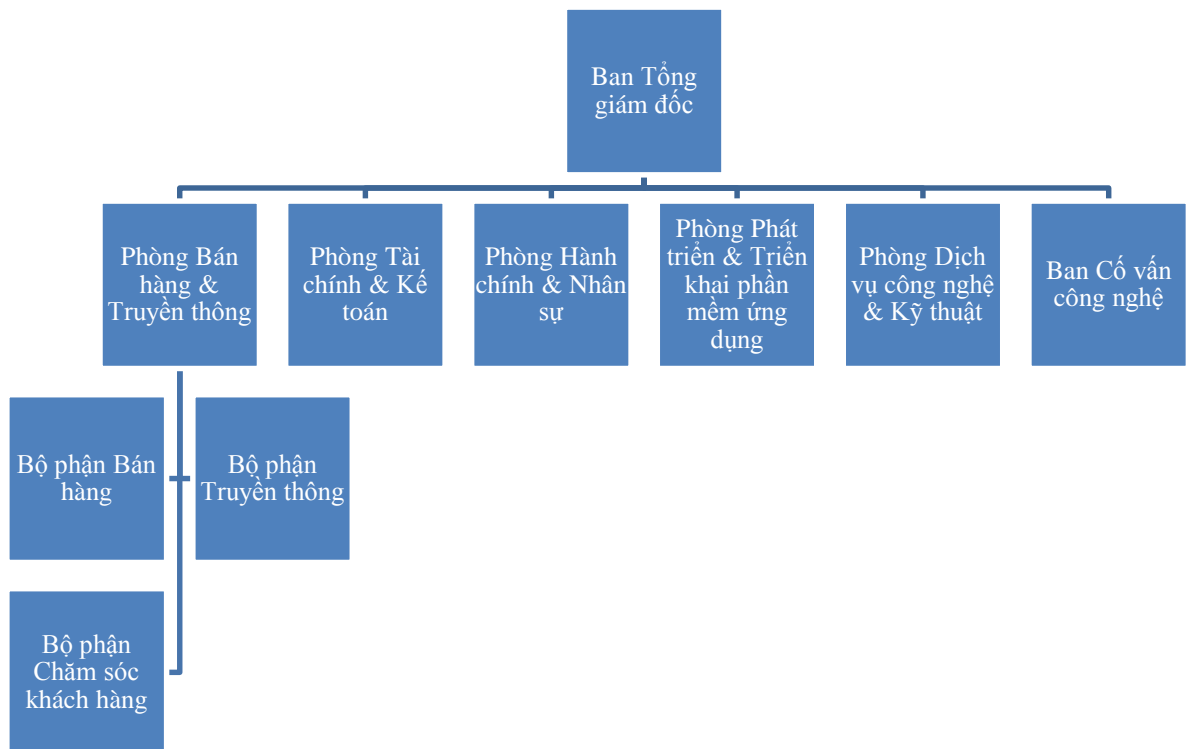 Ban Tổng
giám đốc
Phòng Bán
hàng &
Truyền thông
Phòng Tài
chính & Kế
toán
Phòng Hành
chính & Nhân
sự
Phòng Phát
triển & Triển
khai phần
mềm ứng
dụng
Phòng Dịch
vụ công nghệ
& Kỹ thuật
Ban Cố vấn
công nghệ
Bộ phận Bán
hàng
Bộ phận
Truyền thông
Bộ phận
Chăm sóc
khách hàng